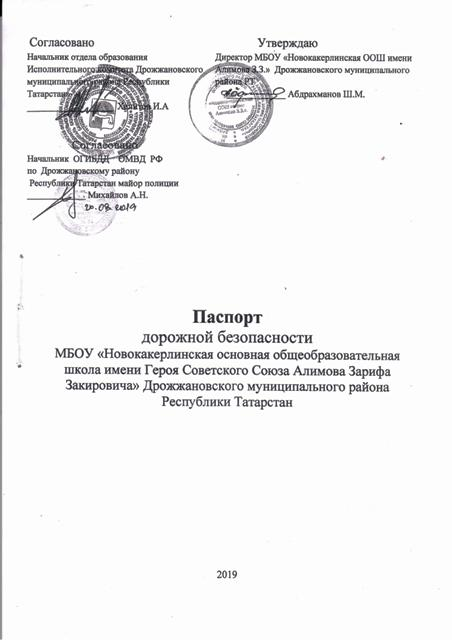 Согласовано
Начальник отдела образования
Исполнительного комитета Дрожжановского
муниципального района Республики
Татарстан
Халитов И.А
Утверждаю
Директор МБОУ «Новокакерлинская ООШ имени
Алимова З.З.» Дрожжановского муниципального
района РТ
Абдрахманов Ш.М.
Согласовано
Начальник ОГИБДД ОМВД РФ
по Дрожжановскому району
Республики Татарстан майор полиции
Михайлов А.Н.
20.08.2019
Паспорт
дорожной безопасности
МБОУ «Новокакерлинская основная общеобразовательная
школа имени Героя Советского Союза Алимова Зарифа
Закировича» Дрожжановского муниципального района
Республики Татарстан
2019